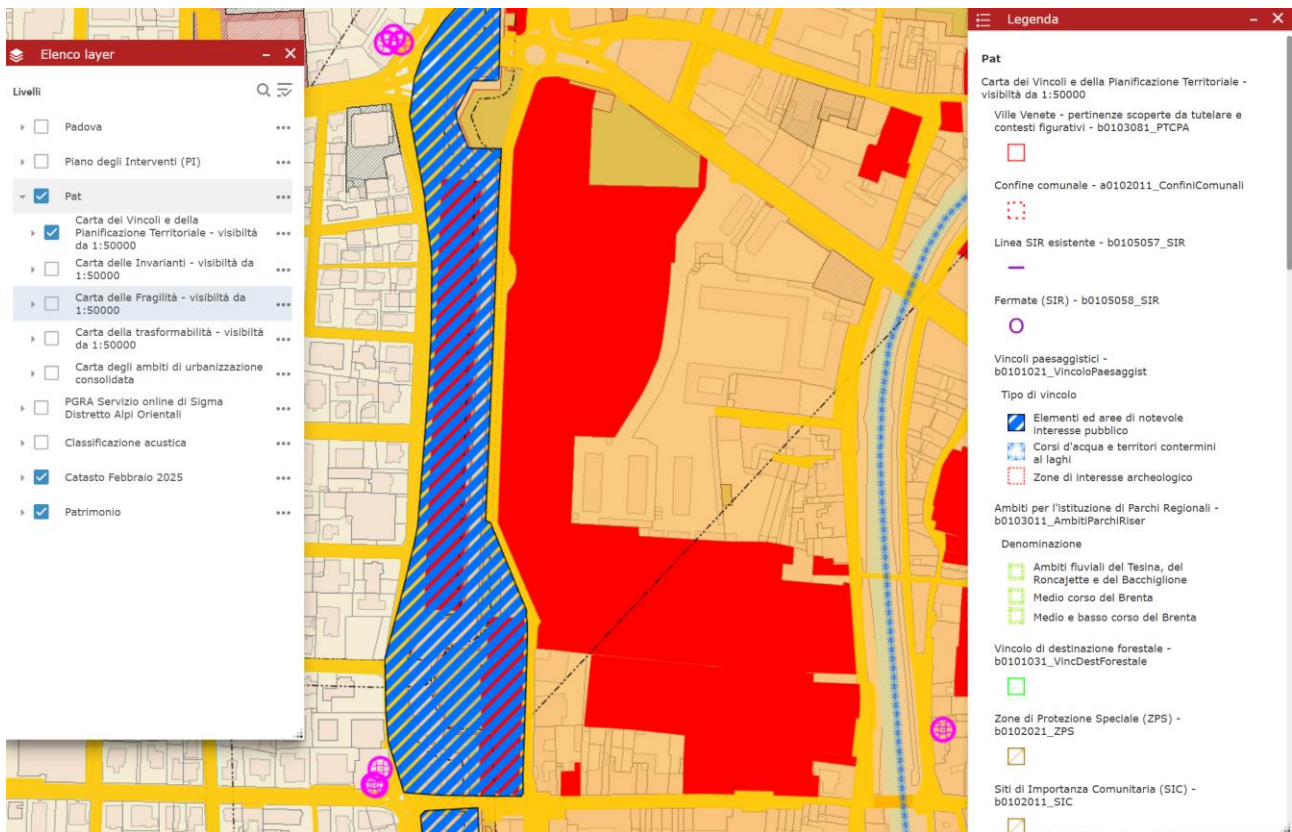 Elenco layer
Livelli
Padova
Piano degli Interventi (PI)
Pat
Carta dei Vincoli e della
Pianificazione Territoriale - visibiltà
da 1:50000
Carta delle Invarianti - visibiltà da
1:50000
Carta delle Fragilità - visibiltà da
1:50000
Carta della trasformabilità - visibiltà
da 1:50000
Carta degli ambiti di urbanizzazione
consolidata
PGRA Servizio online di Sigma
Distretto Alpi Orientali
Classificazione acustica
Catasto Febbraio 2025
Patrimonio
Legenda
Pat
Carta dei Vincoli e della Pianificazione Territoriale -
visibiltà da 1:50000
Ville Venete - pertinenze scoperte da tutelare e
contesti figurativi - b0103081_PTCPA
Confine comunale - a0102011_ConfiniComunali
Linea SIR esistente - b0105057_SIR
Fermate (SIR) - b0105058_SIR
Vincoli paesaggistici -
b0101021_VincoloPaesaggist
Tipo di vincolo
Elementi ed aree di notevole
interesse pubblico
Corsi d'acqua e territori contermini
ai laghi
Zone di interesse archeologico
Ambiti per l'istituzione di Parchi Regionali -
b0103011_AmbitiParchiRiser
Denominazione
Ambiti fluviali del Tesina, del
Roncajette e del Bacchiglione
Medio corso del Brenta
Medio e basso corso del Brenta
Vincolo di destinazione forestale -
b0101031_VincDestForestale
Zone di Protezione Speciale (ZPS) -
b0102021_ZPS
Siti di Importanza Comunitaria (SIC) -
b0102011_SIC